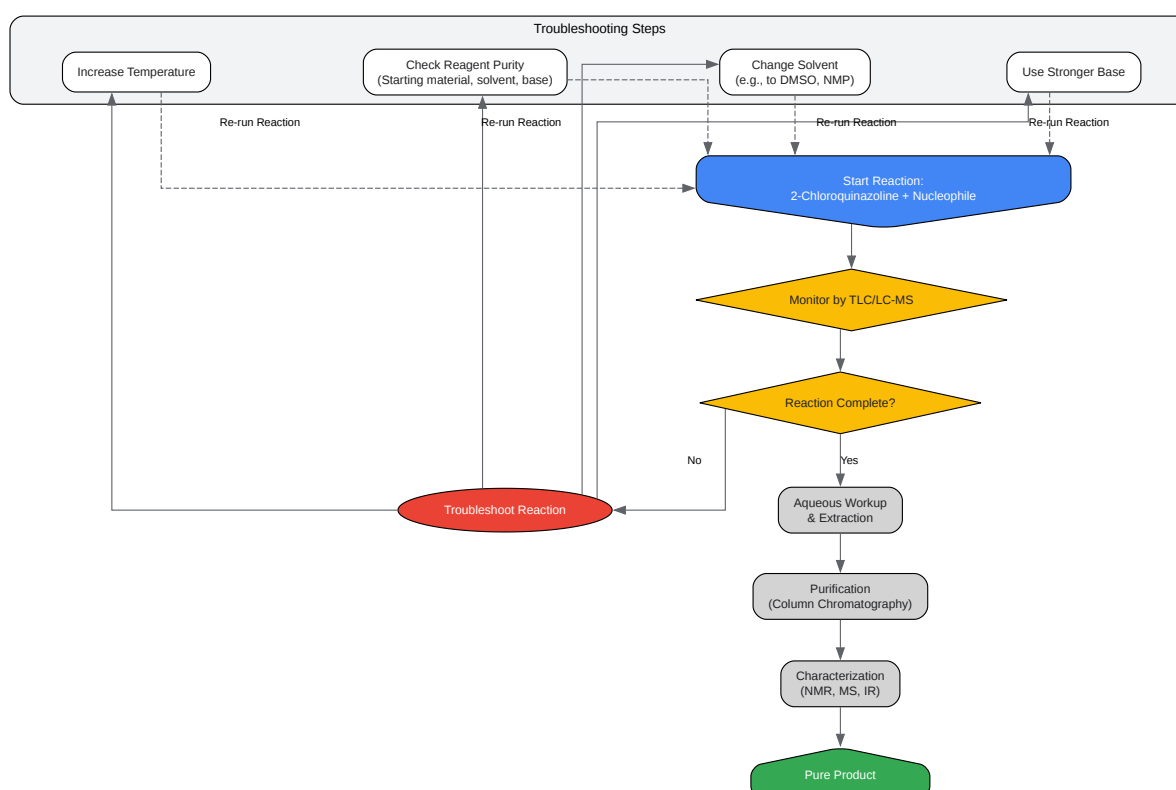 Troubleshooting Steps
Increase Temperature
Check Reagent Purity
(Starting material, solvent, base)
Change Solvent
(e.g., to DMSO, NMP)
Use Stronger Base
Re-run Reaction
Re-run Reaction
Re-run Reaction
Re-run Reaction
Start Reaction:
2-Chloroquinazoline + Nucleophile
Monitor by TLC/LC-MS
Reaction Complete?
No
Yes
Troubleshoot Reaction
Aqueous Workup
& Extraction
Purification
(Column Chromatography)
Characterization
(NMR, MS, IR)
Pure Product